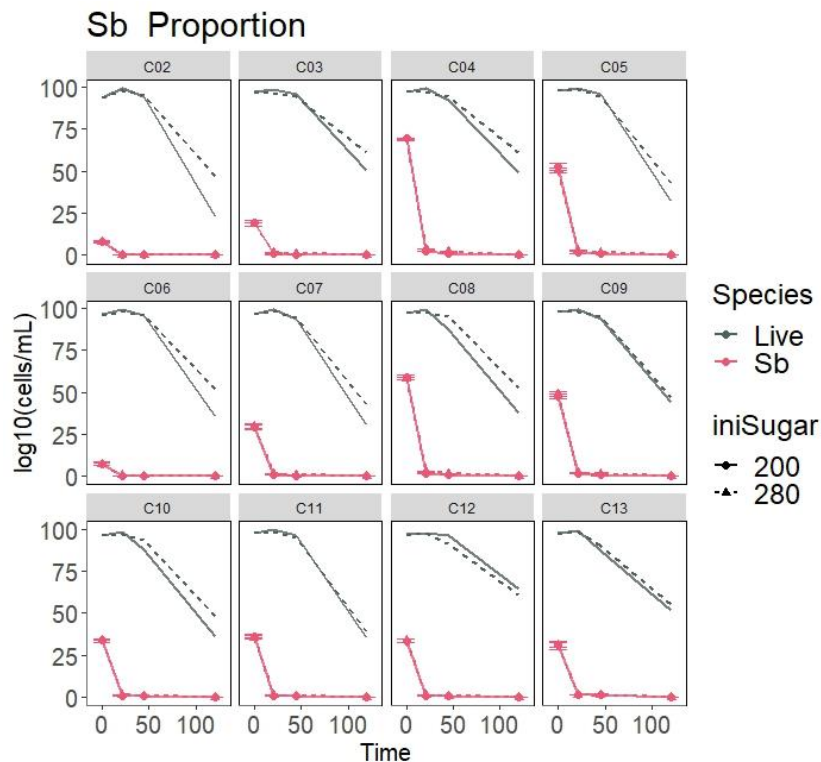 Sb Proportion
C02 C03 C04 C05
100
75
50
25
0
C06 C07 C08 C09
100
75
50
25
0
C10 C11 C12 C13
100
75
50
25
0
0 50 100 0 50 100 0 50 100 0 50 100
log10(cells/mL)
Time
Species
Live
Sb
iniSugar
200
280